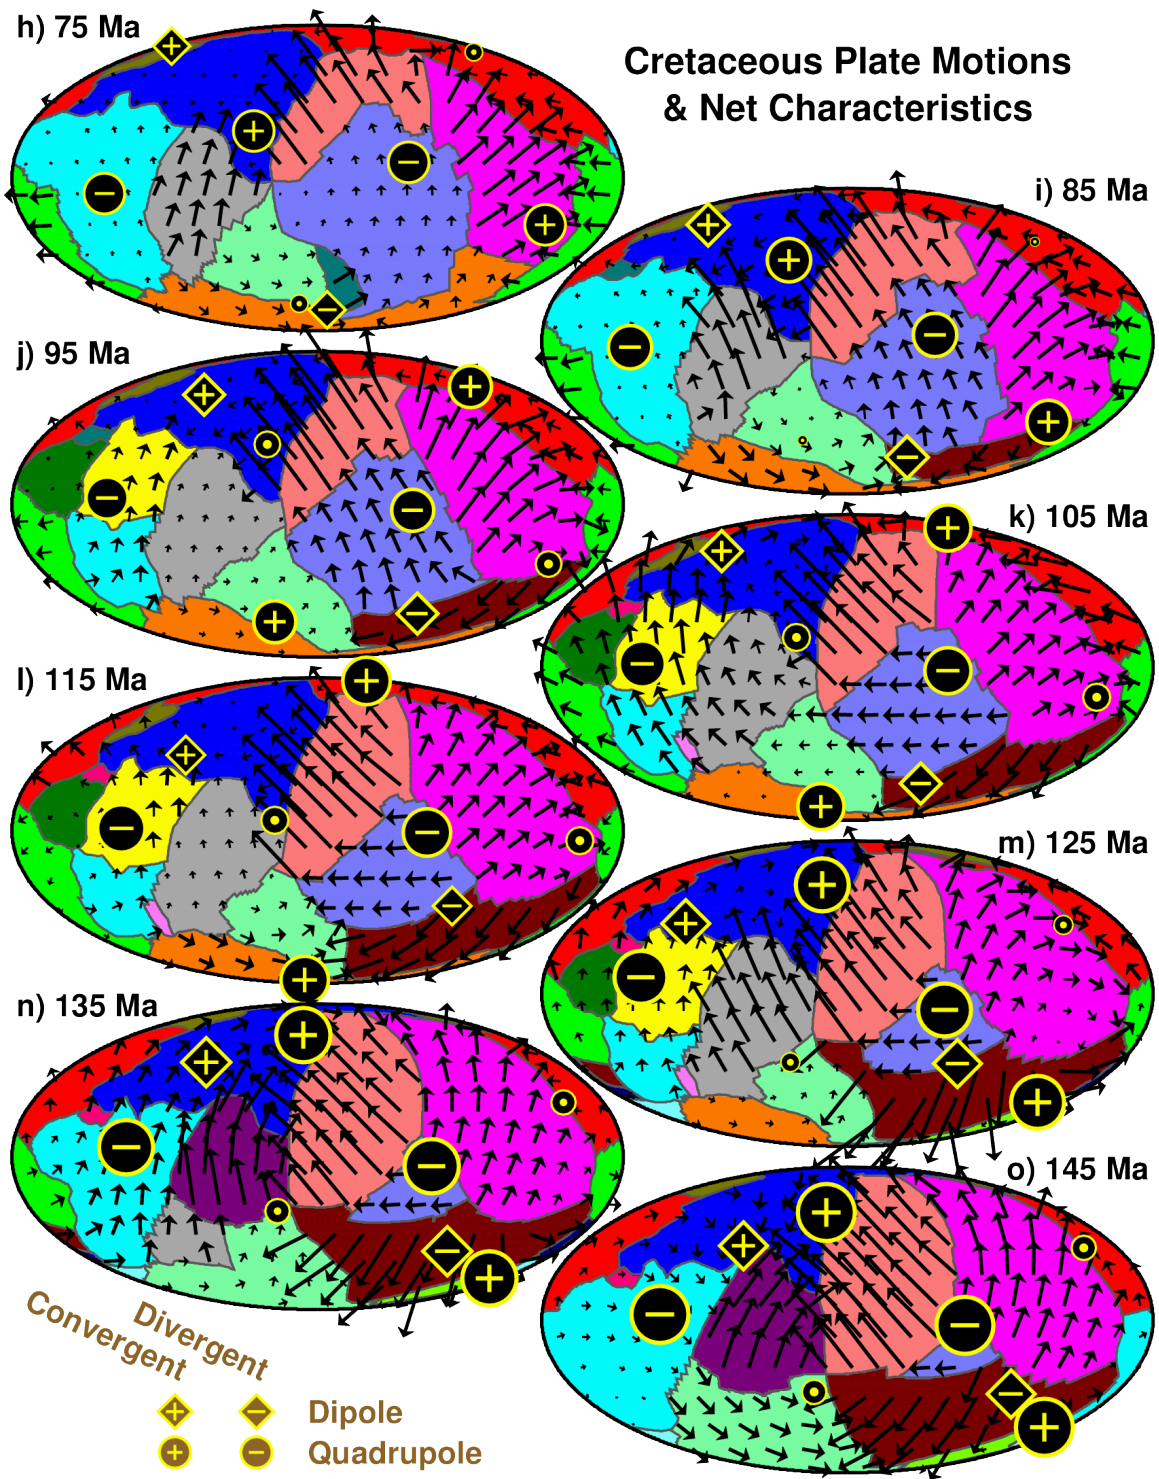 h) 75 Ma
Cretaceous Plate Motions
& Net Characteristics
i) 85 Ma
j) 95 Ma
k) 105 Ma
l) 115 Ma
m) 125 Ma
n) 135 Ma
o) 145 Ma
Convergent
Divergent
Dipole
Quadrupole